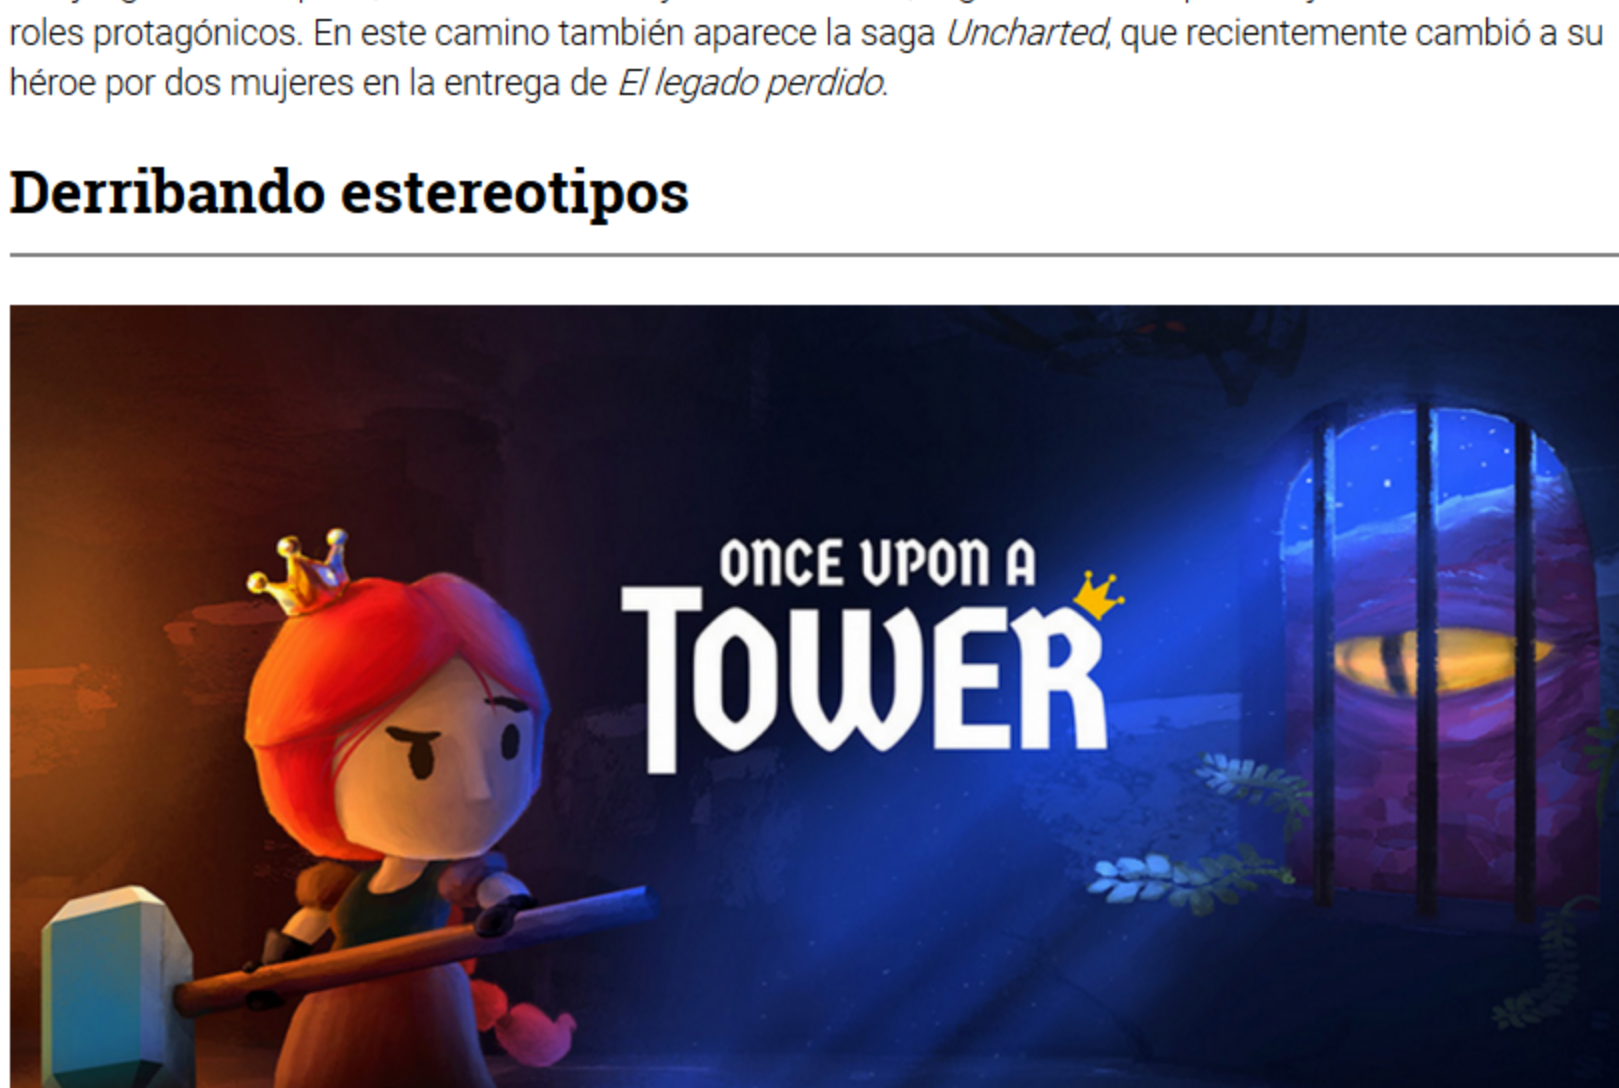 roles protagónicos. En este camino también aparece la saga Uncharted, que recientemente cambió a su
héroe por dos mujeres en la entrega de El legado perdido.
Derribando estereotipos
ONCE UPON A
TOWER